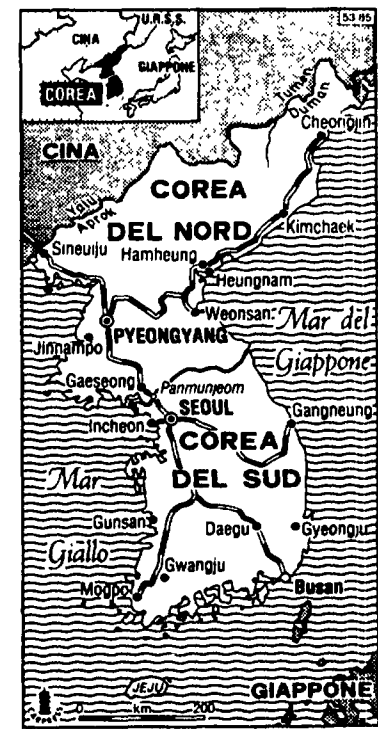 53 85
U.R.S.S.
CINA
GIAPPONE
COREA
Tuman
Duman
Cheongjin
CINA
COREA
DEL NORD
Yalu
Aprok
Kimchaek
Hamheung
Sineuiju
Heungnam
Weonsan
Mar del
Giappone
PYEONGYANG
Jinnampo
Gaeseong
Panmunjeom
SEOUL
Gangneung
Incheon
COREA
DEL SUD
Mar
Giallo
Gunsan
Daegu
Gyeongju
Gwangju
Mogpo
Busan
JEJU
GIAPPONE
0 km 200